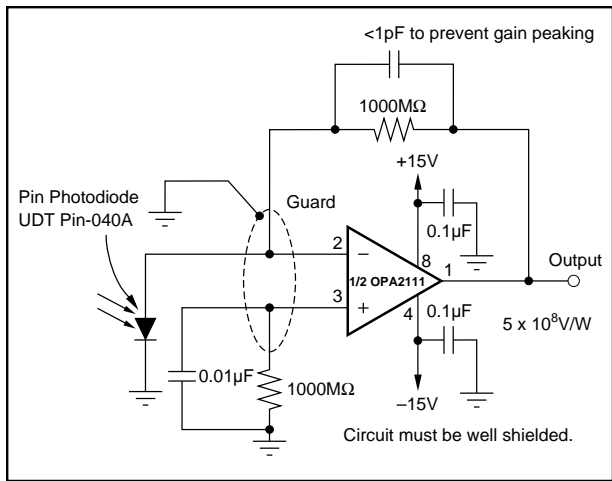 <1pF to prevent gain peaking
1000MΩ
+15V
Pin Photodiode
UDT Pin-040A
Guard
0.1µF
2
–
8
1
Output
1/2 OPA2111
3
+
4
0.1µF
5 x 10⁸V/W
0.01µF
1000MΩ
–15V
Circuit must be well shielded.